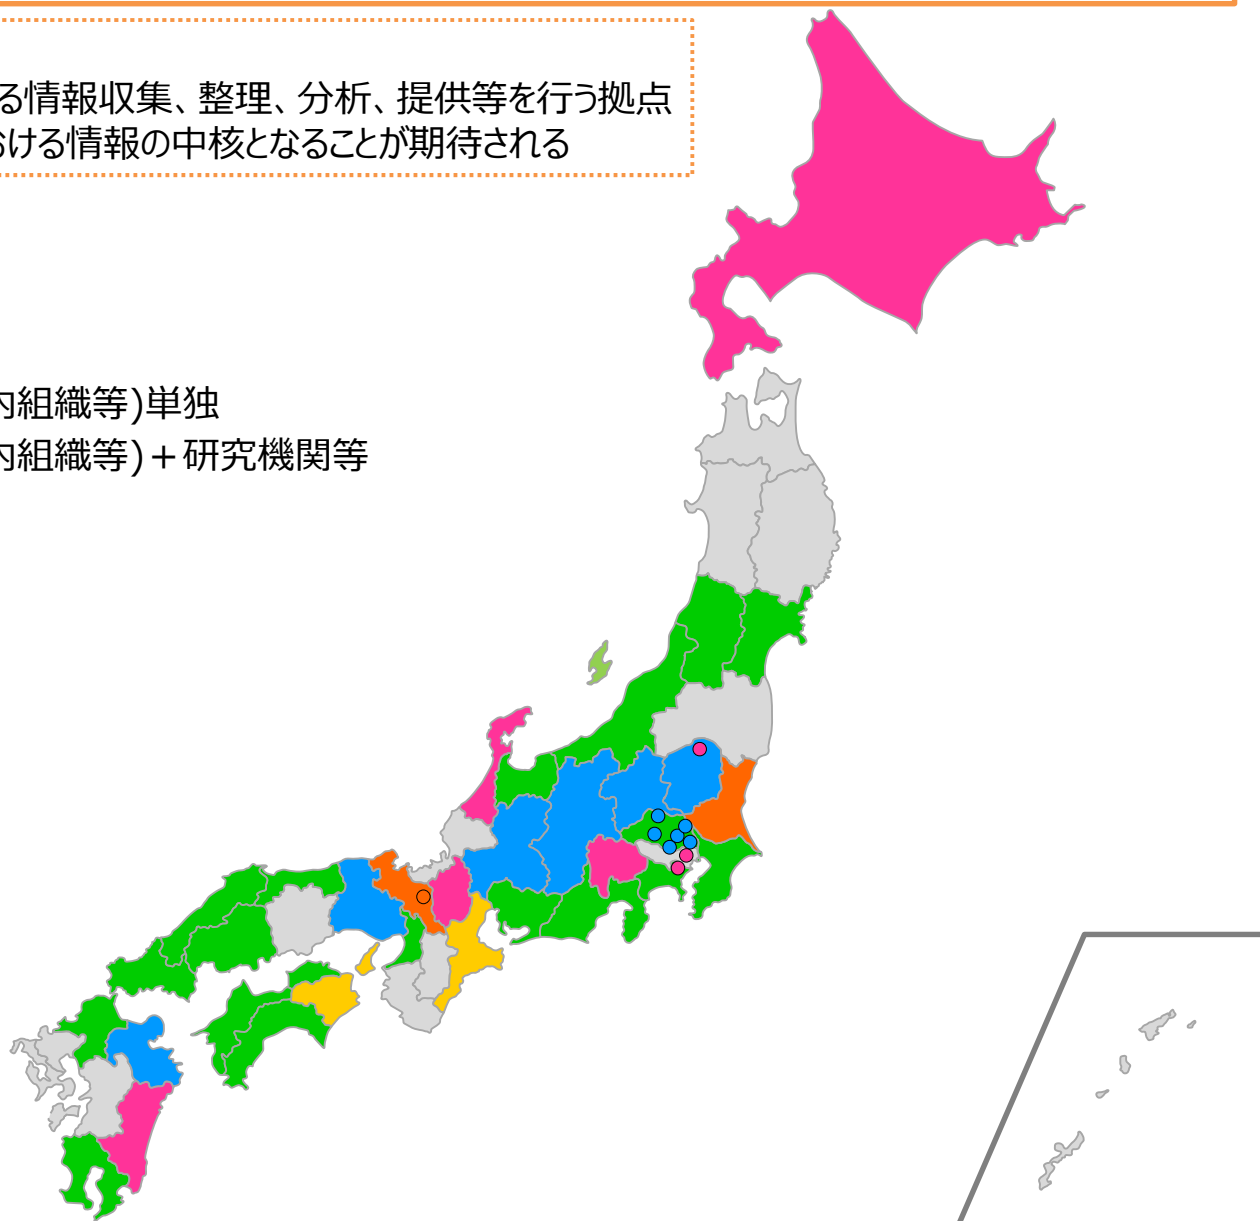 る情報収集、整理、分析、提供等を行う拠点
おける情報の中核となることが期待される
内組織等)単独
内組織等)＋研究機関等